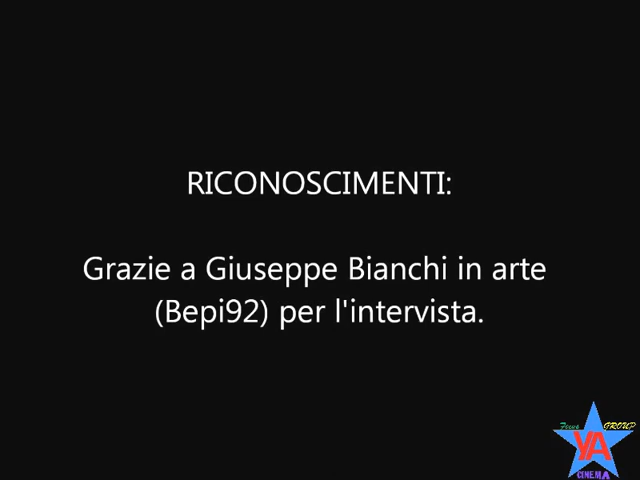 RICONOSCIMENTI:
Grazie a Giuseppe Bianchi in arte
(Bepi92) per l'intervista.
GROUP
YA
CINEMA